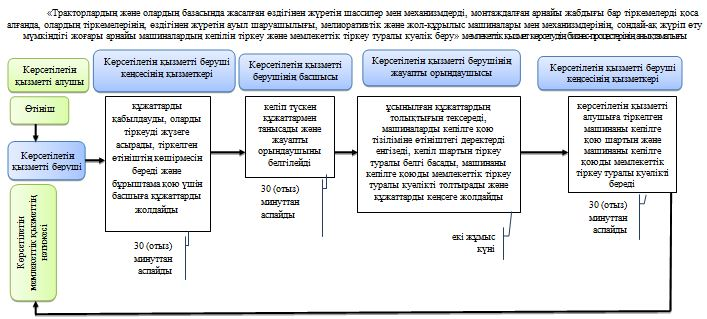 «Тракторлардың және олардың базасында жасалған өздігінен жүретін шассилер мен механизмдерді, монтаждалған арнайы жабдығы бар тіркемелерді қоса
алғанда, олардың тіркемелерінің, өздігінен жүретін ауыл шаруашылығы, мелиоративтік және жол-құрылыс машиналары мен механизмдерінің, сондай-ақ жүріп өту
мүмкіндігі жоғары арнайы машиналардың кепілін тіркеу және мемлекеттік тіркеу туралы куәлік беру» мемлекеттік қызмет көрсетудің бизнес-процестерінің анықтамалығы
Көрсетілетін
қызметті алушы
Көрсетілетін қызметті беруші
кеңсесінің қызметкері
Көрсетілетін қызметті
берушінің басшысы
Көрсетілетін қызметті
берушінің жауапты
орындаушысы
Көрсетілетін қызметті беруші
кеңсесінің қызметкері
Өтініш
Көрсетілетін
қызметті беруші
Көрсетілетін
мемлекеттік қызметтің
нәтижесі
құжаттарды
қабылдауды, оларды
тіркеуді жүзеге
асырады, тіркелген
өтініштің көшірмесін
береді және
бұрыштама қою үшін
басшыға құжаттарды
жолдайды
30 (отыз)
минуттан
аспайды
келіп түскен
құжаттармен
танысады және
жауапты
орындаушыны
белгілейді
30 (отыз)
минуттан
аспайды
ұсынылған құжаттардың
толықтығын тексереді,
машиналарды кепілге қою
тізіліміне өтініштегі деректерді
енгізеді, кепіл шартын тіркеу
туралы белгі басады, машинаны
кепілге қоюды мемлекеттік тіркеу
туралы куәлікті толтырады және
құжаттарды кеңсеге жолдайды
екі жұмыс
күні
көрсетілетін қызметті
алушыға тіркелген
машинаны кепілге
қою шартын және
машинаны кепілге
қоюды мемлекеттік
тіркеу туралы куәлікті
береді
30 (отыз)
минуттан
аспайды